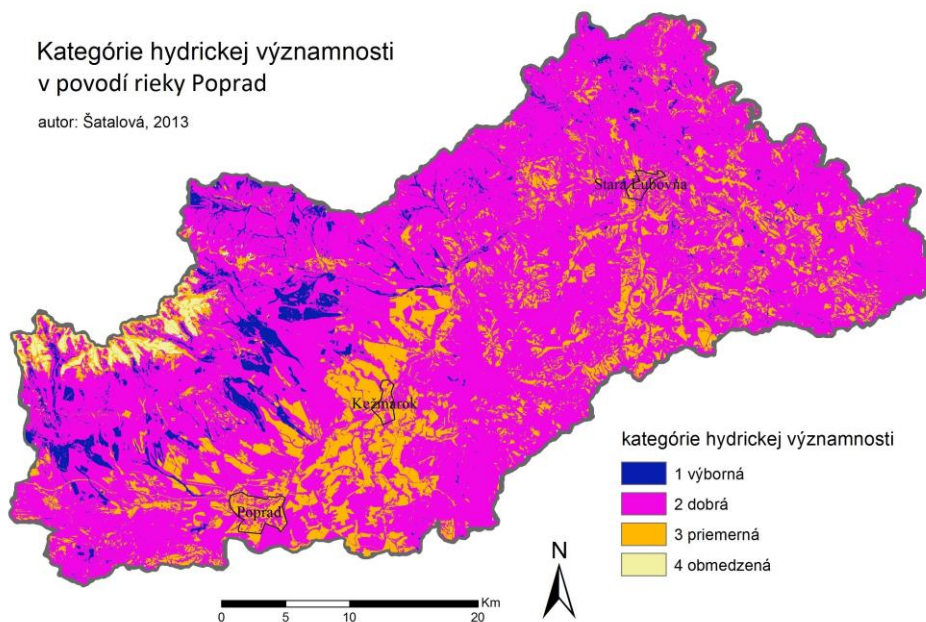 Kategórie hydrickej významnosti
v povodí rieky Poprad
autor: Šatalová, 2013
Stará Ľubovňa
Kežmarok
Poprad
kategórie hydrickej významnosti
1 výborná
2 dobrá
3 priemerná
4 obmedzená
N
Km
0 5 10 20